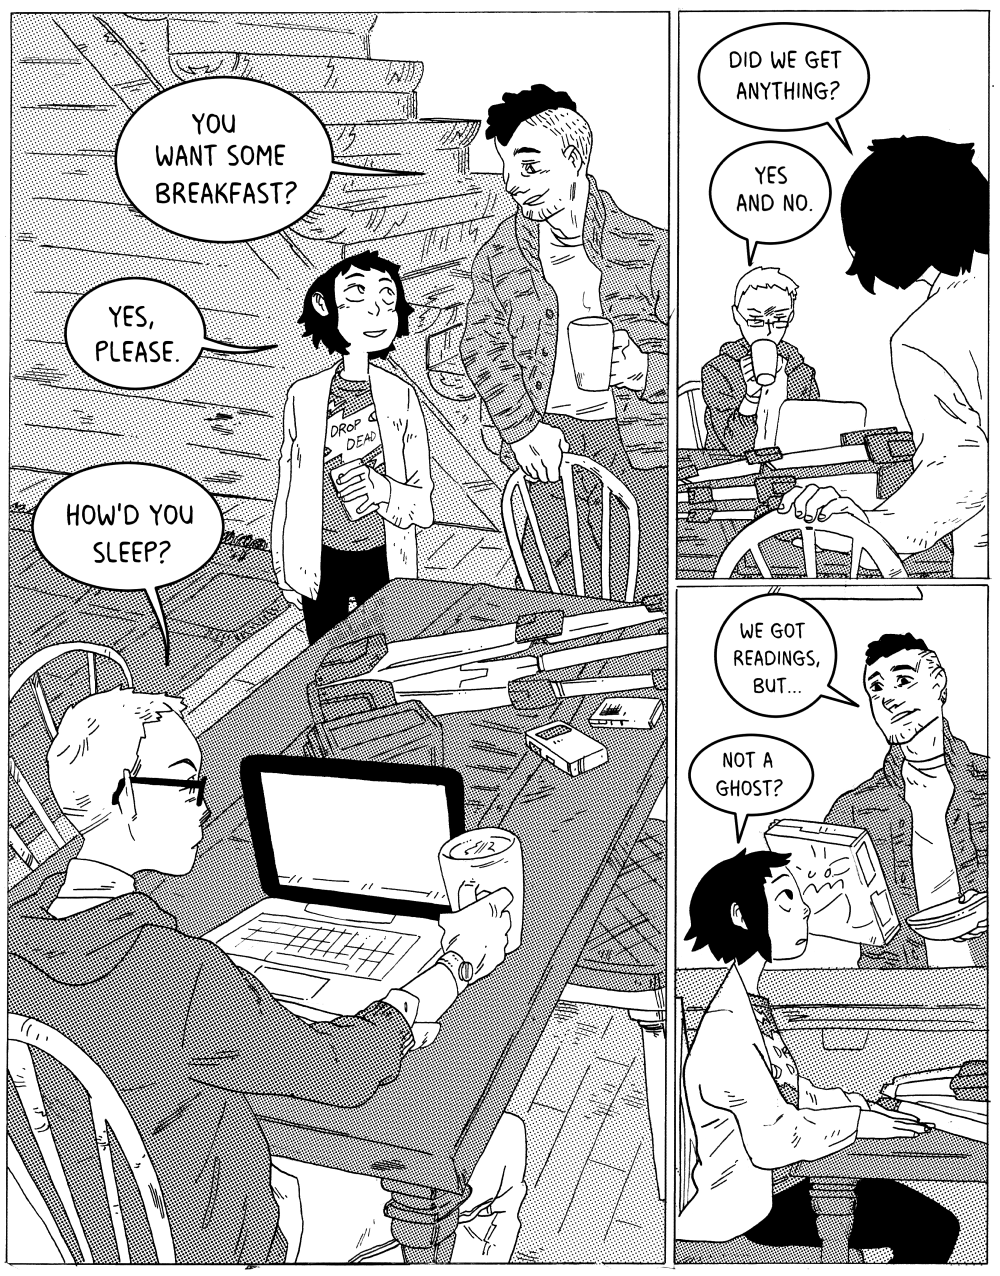 YOU
WANT SOME
BREAKFAST?
YES,
PLEASE.
DROP
DEAD
HOW'D YOU
SLEEP?
DID WE GET
ANYTHING?
YES
AND NO.
WE GOT
READINGS,
BUT...
NOT A
GHOST?